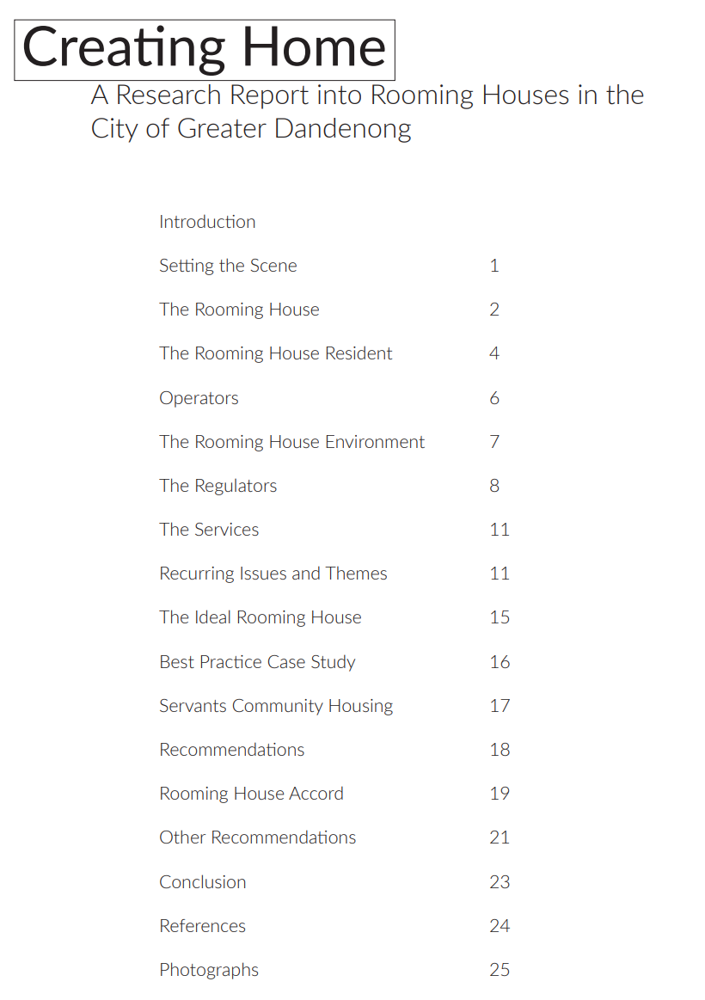 Creating Home
A Research Report into Rooming Houses in the
City of Greater Dandenong
Introduction
Setting the Scene 1
The Rooming House 2
The Rooming House Resident 4
Operators 6
The Rooming House Environment 7
The Regulators 8
The Services 11
Recurring Issues and Themes 11
The Ideal Rooming House 15
Best Practice Case Study 16
Servants Community Housing 17
Recommendations 18
Rooming House Accord 19
Other Recommendations 21
Conclusion 23
References 24
Photographs 25